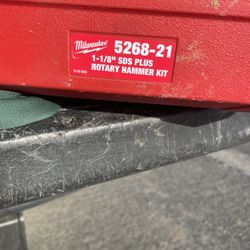 Milwaukee
5268-21
1-1/8" SDS PLUS
ROTARY HAMMER KIT